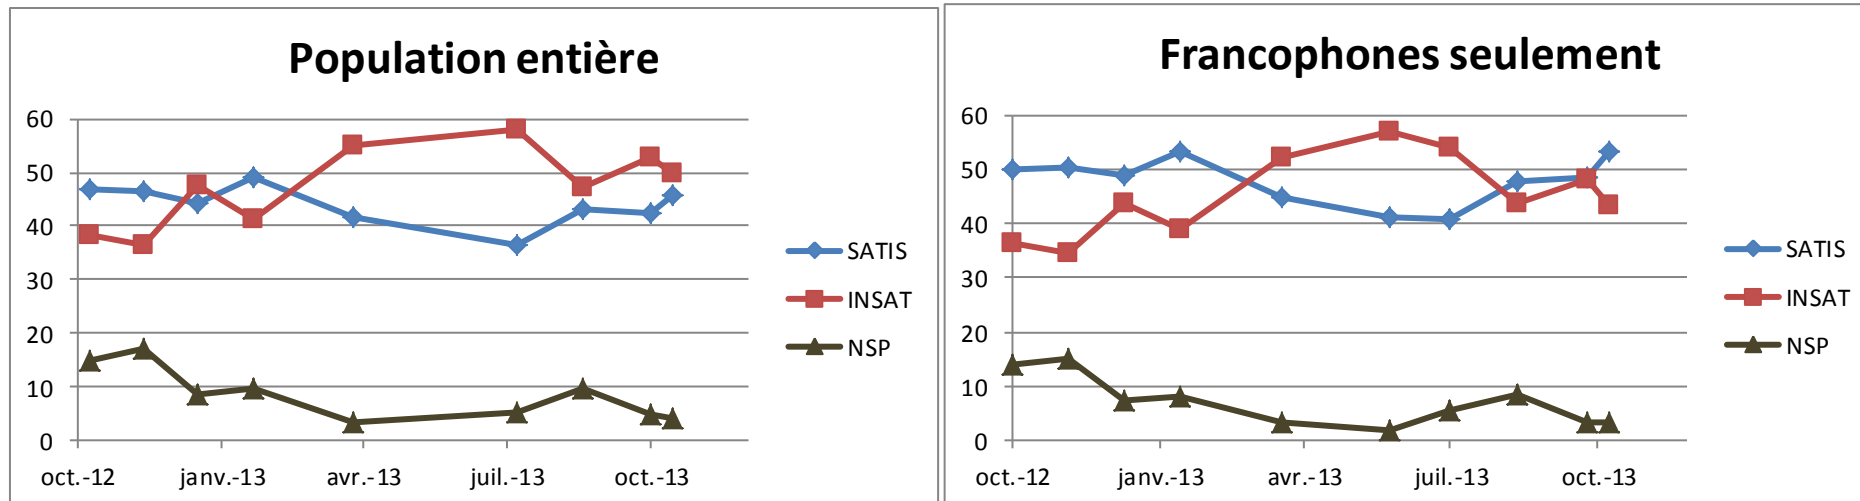 Population entière
60
50
40
30
20
10
0
oct.-12 janv.-13 avr.-13 juil.-13 oct.-13
SATIS
INSAT
NSP
Francophones seulement
60
50
40
30
20
10
0
oct.-12 janv.-13 avr.-13 juil.-13 oct.-13
SATIS
INSAT
NSP